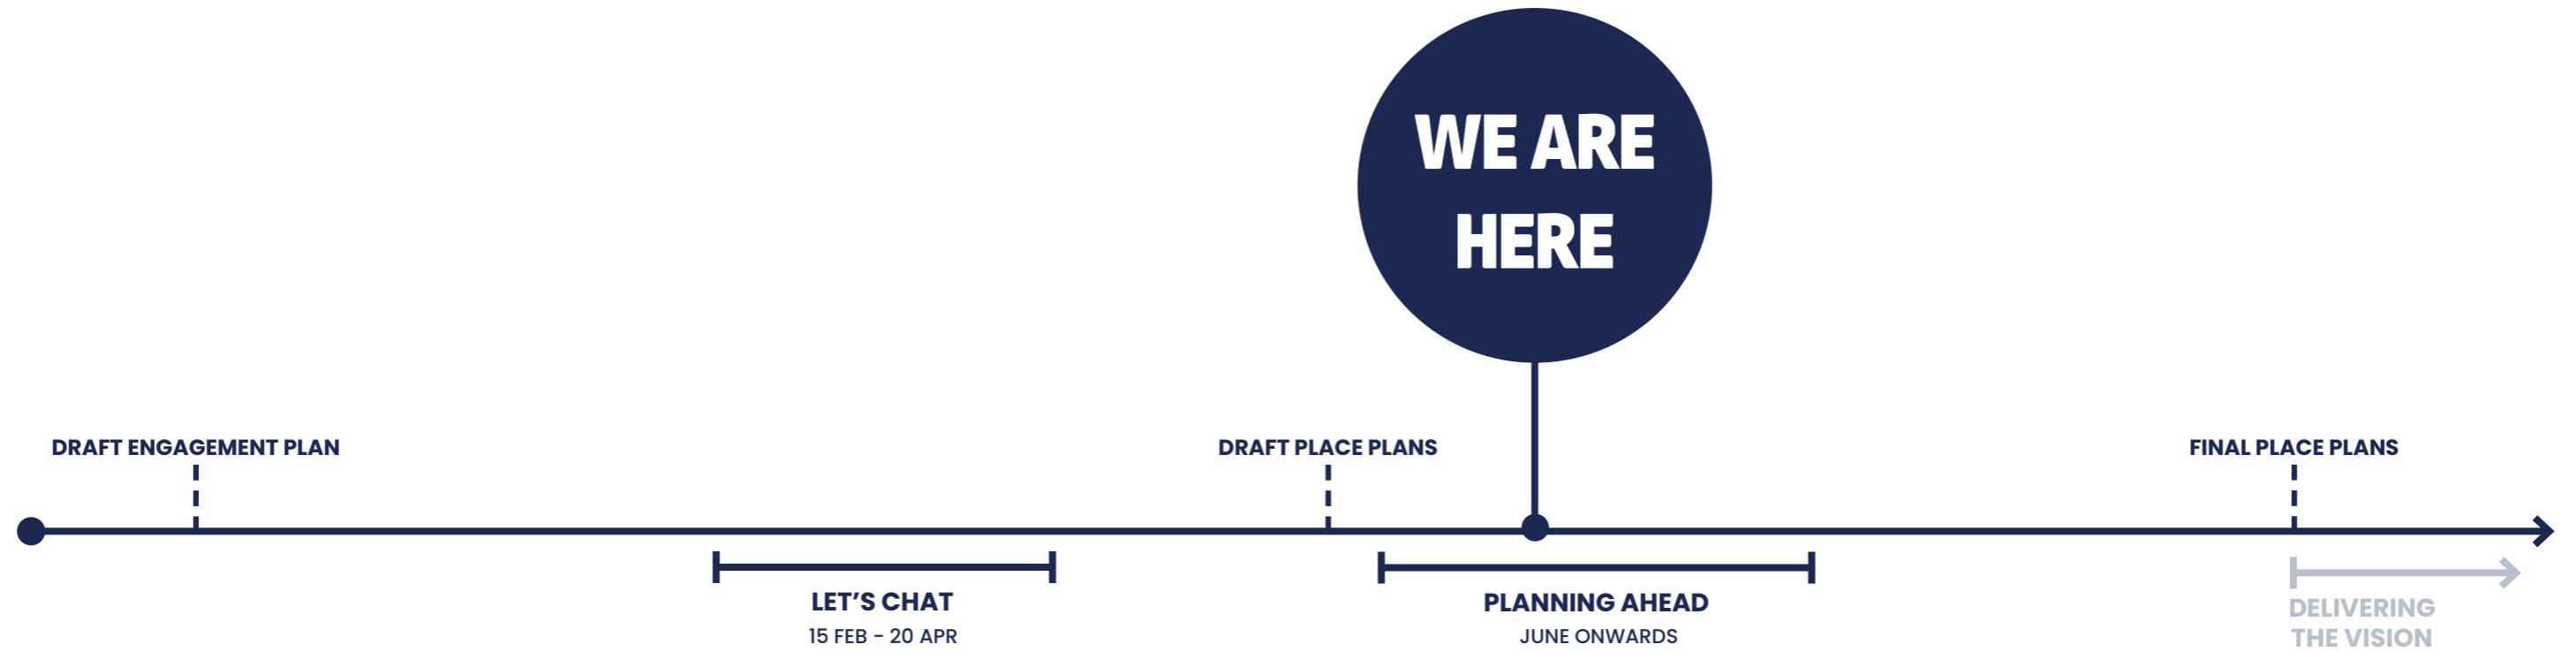 WE ARE
HERE
DRAFT ENGAGEMENT PLAN
DRAFT PLACE PLANS
FINAL PLACE PLANS
LET’S CHAT
15 FEB - 20 APR
PLANNING AHEAD
JUNE ONWARDS
DELIVERING
THE VISION